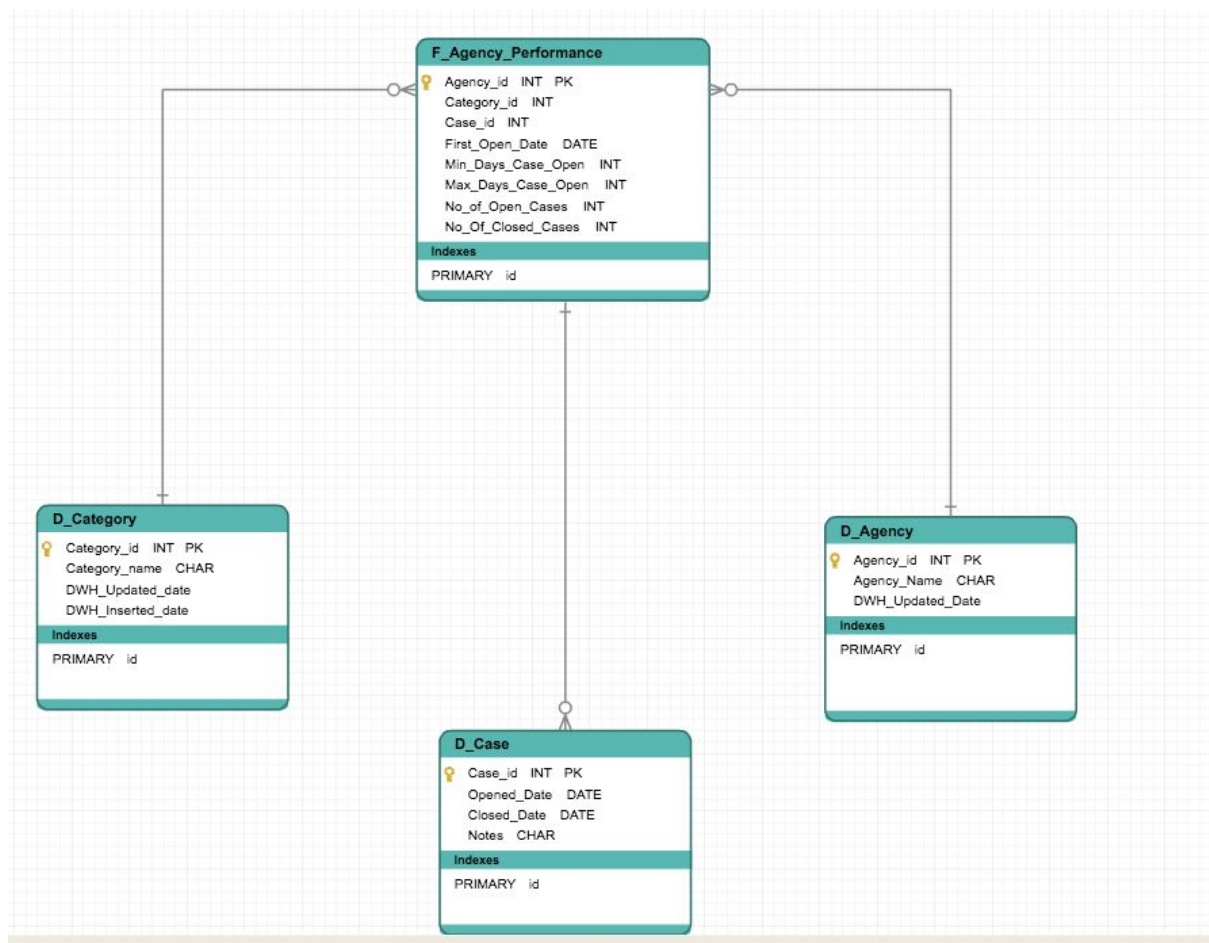 F_Agency_Performance
Agency_id INT PK
Category_id INT
Case_id INT
First_Open_Date DATE
Min_Days_Case_Open INT
Max_Days_Case_Open INT
No_of_Open_Cases INT
No_Of_Closed_Cases INT
Indexes
PRIMARY id
D_Category
Category_id INT PK
Category_name CHAR
DWH_Updated_date
DWH_Inserted_date
Indexes
PRIMARY id
D_Agency
Agency_id INT PK
Agency_Name CHAR
DWH_Updated_Date
Indexes
PRIMARY id
D_Case
Case_id INT PK
Opened_Date DATE
Closed_Date DATE
Notes CHAR
Indexes
PRIMARY id